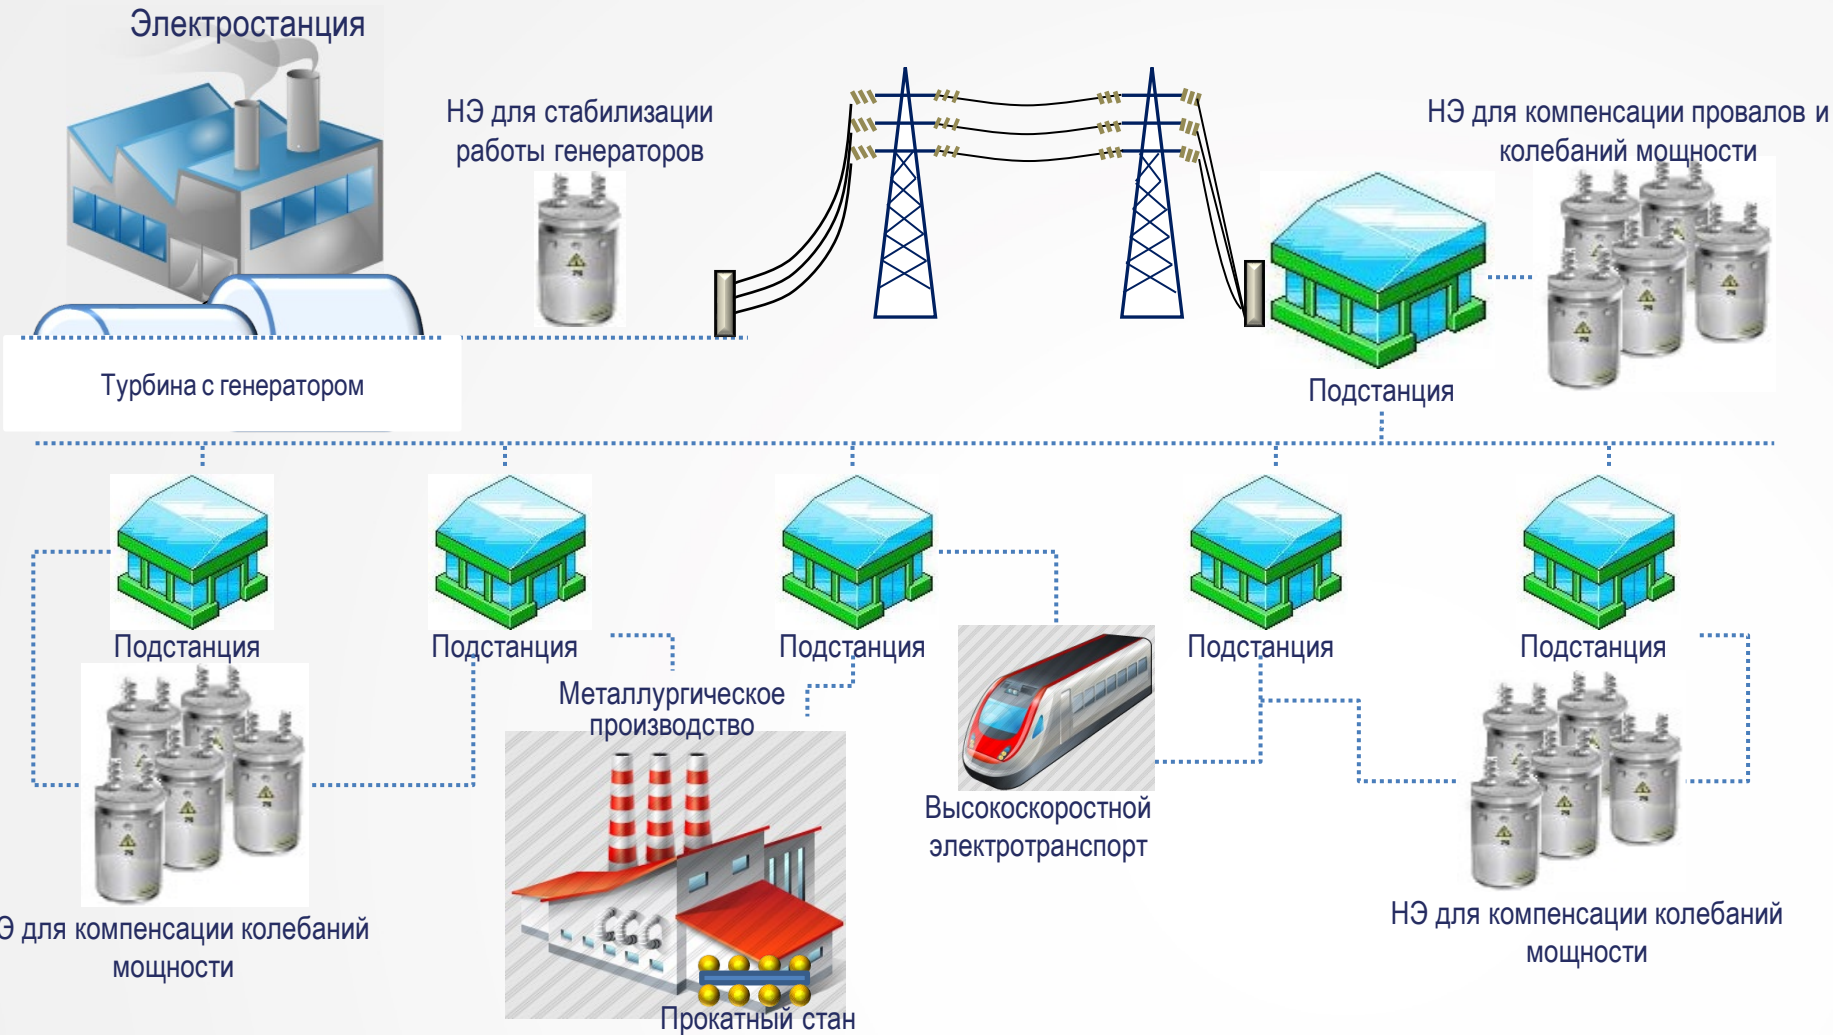 Электростанция
НЭ для стабилизации
работы генераторов
НЭ для компенсации провалов и
колебаний мощности
Турбина с генератором
Подстанция
Подстанция
Подстанция
Подстанция
Подстанция
Подстанция
Металлургическое
производство
Высокоскоростной
электротранспорт
Э для компенсации колебаний
мощности
НЭ для компенсации колебаний
мощности
Прокатный стан